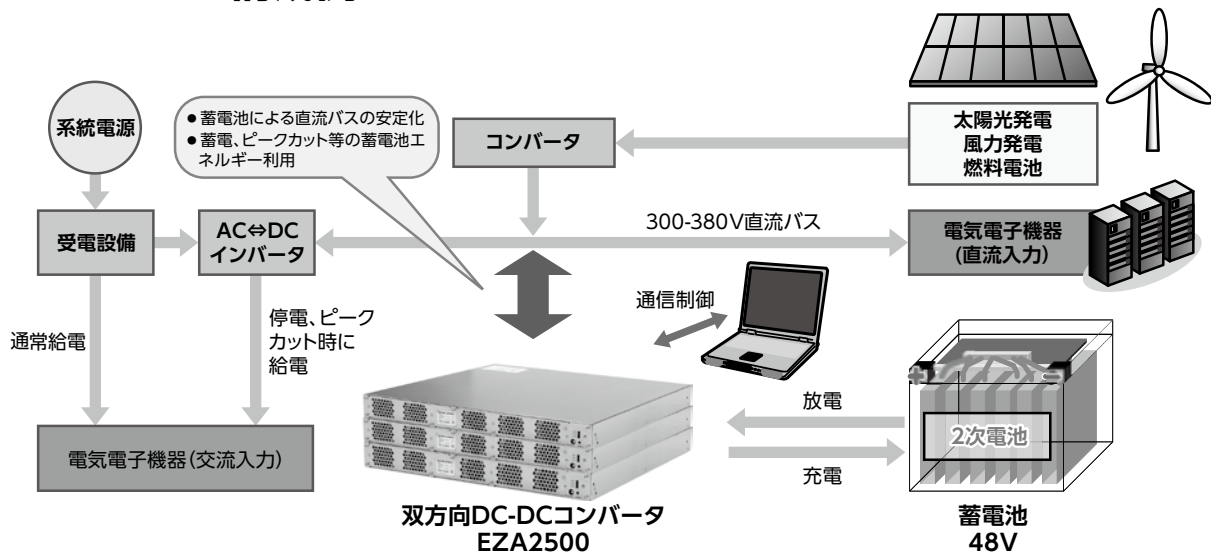 系統電源
●蓄電池による直流バスの安定化
●蓄電、ピークカット等の蓄電池エ
ネルギー利用
コンバータ
太陽光発電
風力発電
燃料電池
受電設備
AC⇔DC
インバータ
300-380V直流バス
電気電子機器
(直流入力)
通常給電
停電、ピーク
カット時に
給電
通信制御
放電
充電
+
−
2次電池
電気電子機器(交流入力)
双方向DC-DCコンバータ
EZA2500
蓄電池
48V